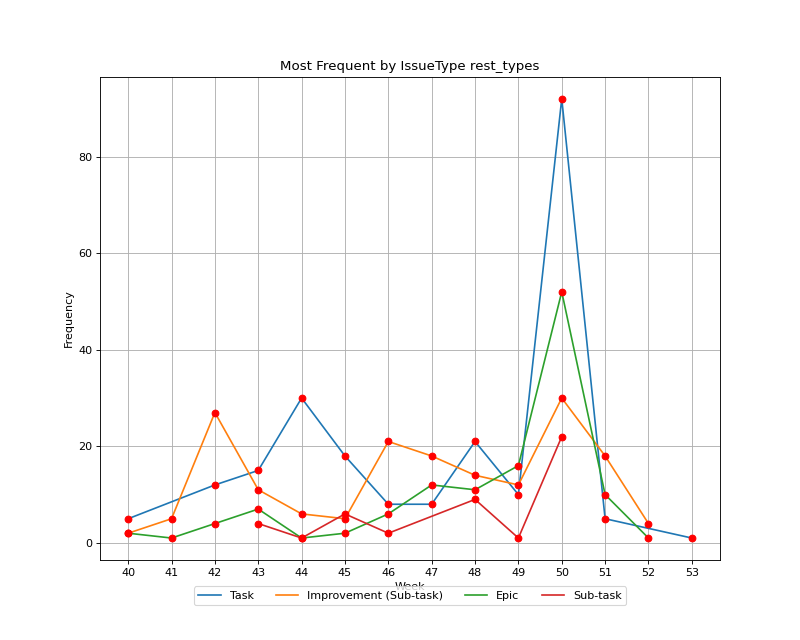 Most Frequent by IssueType rest_types
Frequency
80
60
40
20
0
40 41 42 43 44 45 46 47 48 49 50 51 52 53
Week
Task Improvement (Sub-task) Epic Sub-task